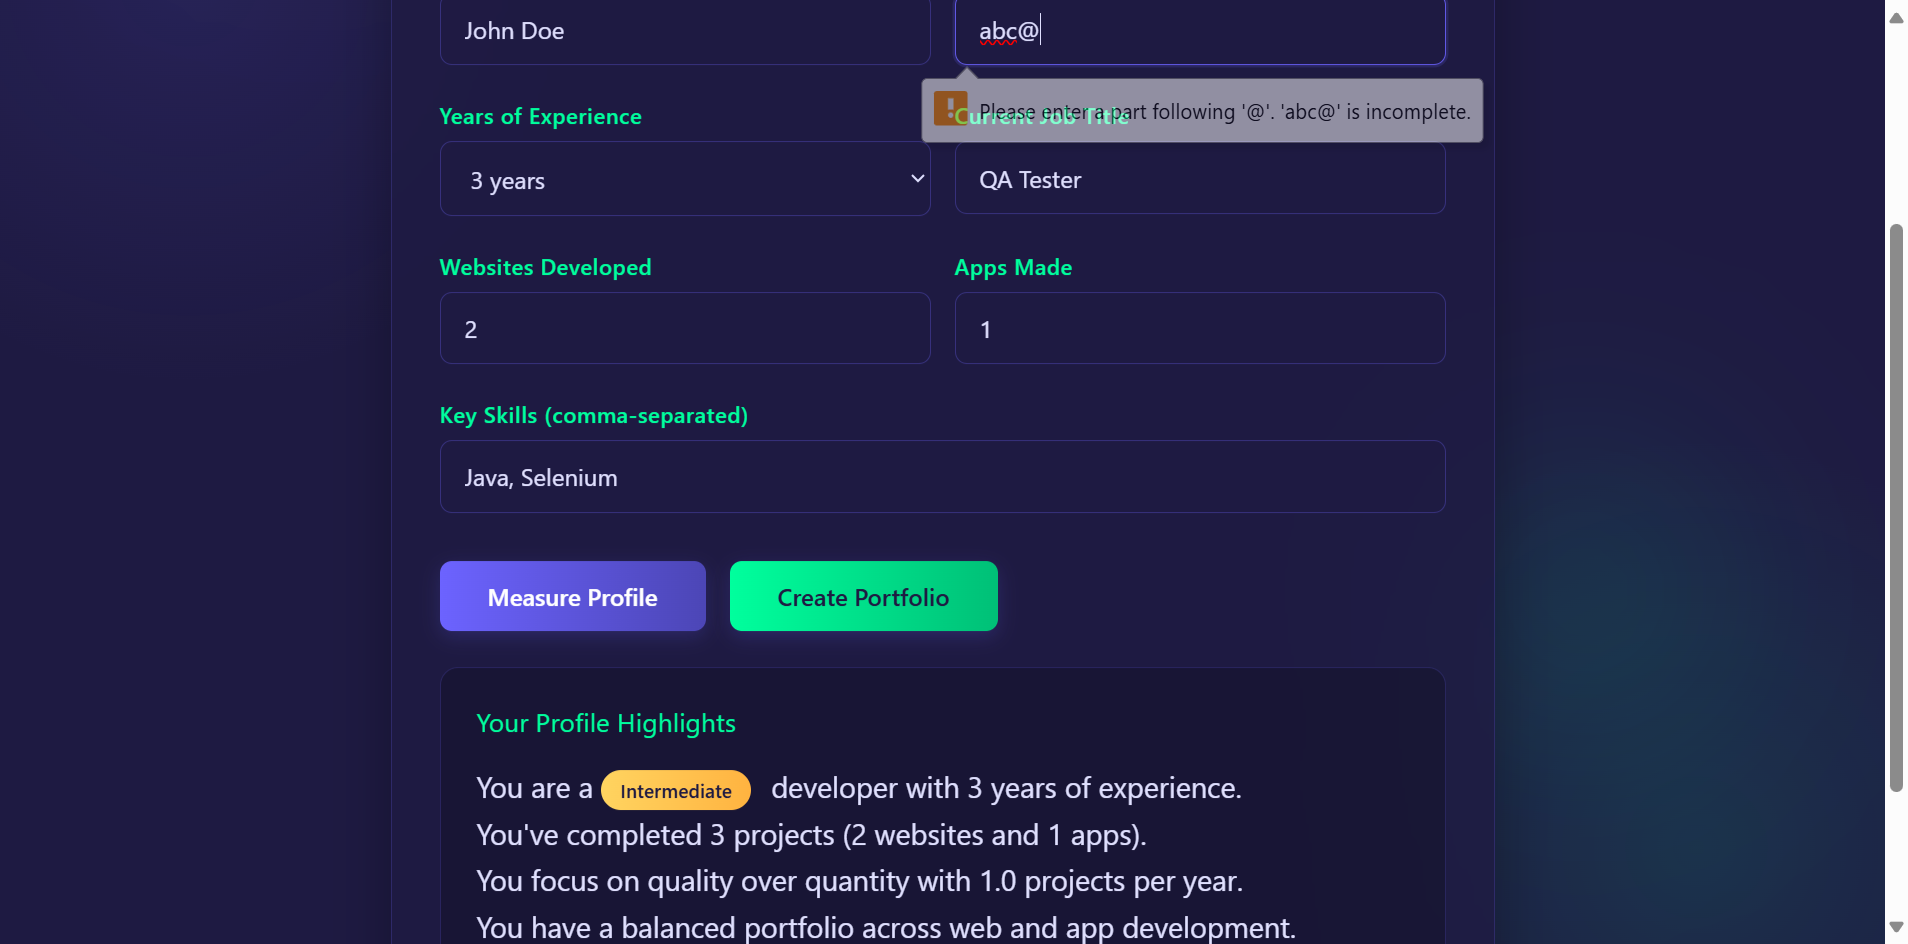 John Doe
abc@
Please enter a part following '@'. 'abc@' is incomplete.
Years of Experience
Current Job Title
3 years
QA Tester
Websites Developed
Apps Made
2
1
Key Skills (comma-separated)
Java, Selenium
Measure Profile
Create Portfolio
Your Profile Highlights
You are a Intermediate developer with 3 years of experience.
You've completed 3 projects (2 websites and 1 apps).
You focus on quality over quantity with 1.0 projects per year.
You have a balanced portfolio across web and app development.